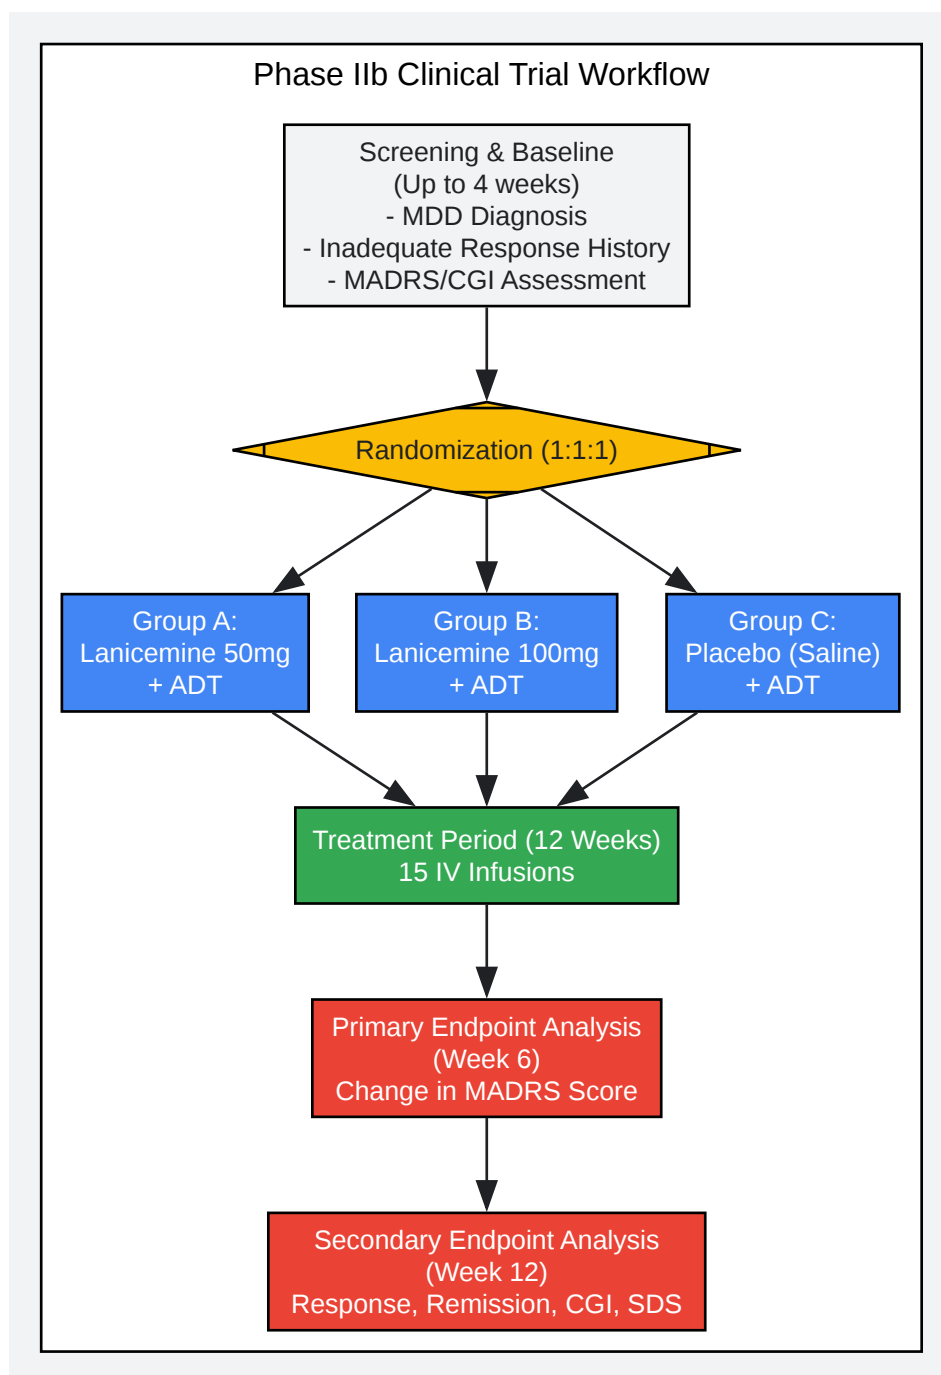 Phase IIb Clinical Trial Workflow
Screening & Baseline
(Up to 4 weeks)
- MDD Diagnosis
- Inadequate Response History
- MADRS/CGI Assessment
Randomization (1:1:1)
Group A:
Lanicemine 50mg
+ ADT
Group B:
Lanicemine 100mg
+ ADT
Group C:
Placebo (Saline)
+ ADT
Treatment Period (12 Weeks)
15 IV Infusions
Primary Endpoint Analysis
(Week 6)
Change in MADRS Score
Secondary Endpoint Analysis
(Week 12)
Response, Remission, CGI, SDS